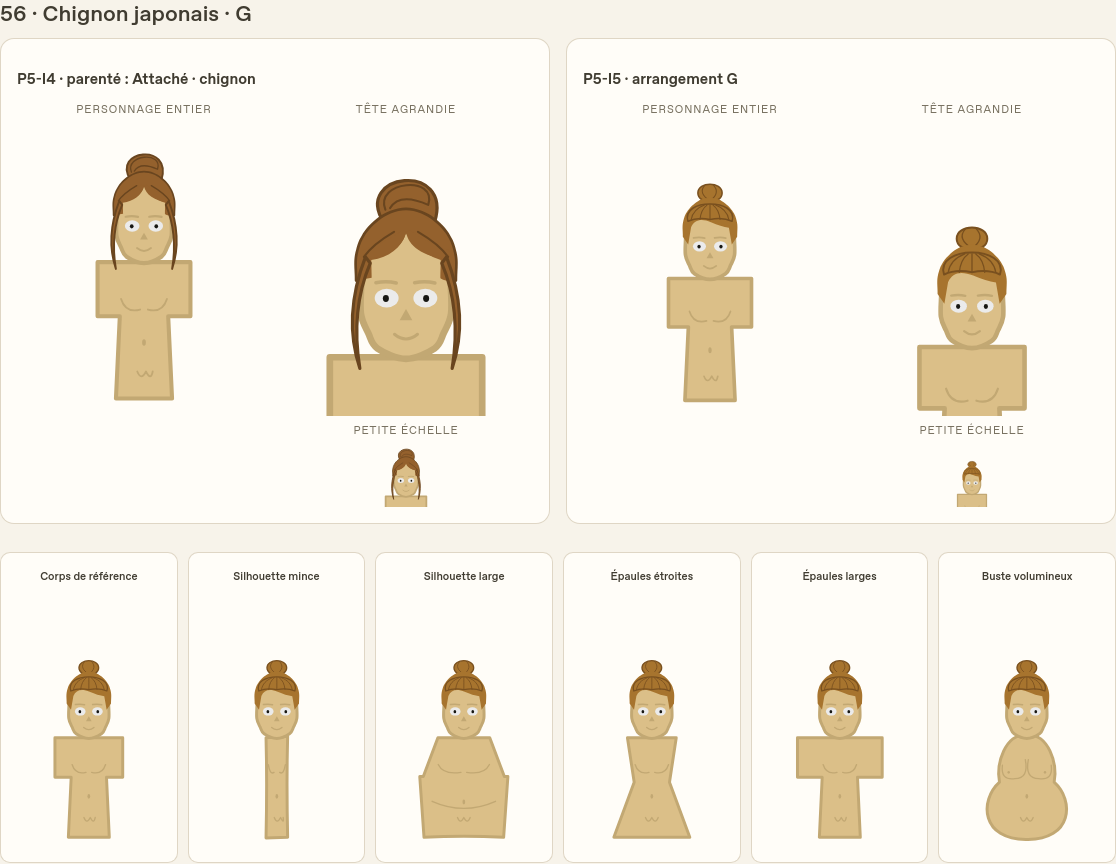 56 · Chignon japonais · G
P5-I4 · parenté : Attaché · chignon
PERSONNAGE ENTIER
TÊTE AGRANDIE
PETITE ÉCHELLE
P5-I5 · arrangement G
PERSONNAGE ENTIER
TÊTE AGRANDIE
PETITE ÉCHELLE
Corps de référence
Silhouette mince
Silhouette large
Épaules étroites
Épaules larges
Buste volumineux